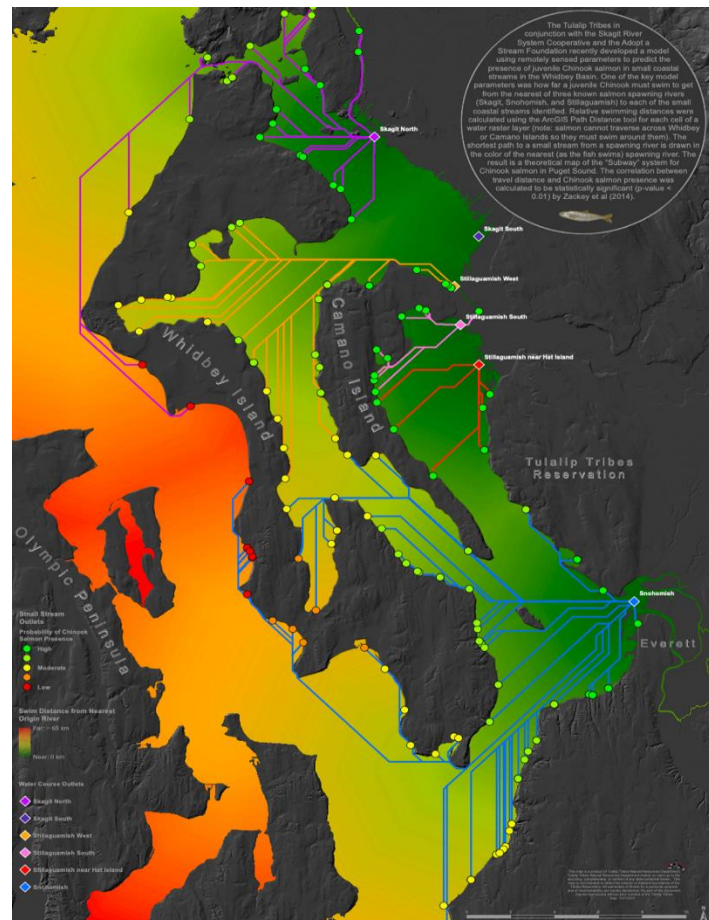 The Tulalip Tribes in
conjunction with the Skagit River
System Cooperative and the Adopt a
Stream Foundation recently developed a model
using remotely sensed parameters to predict the
presence of juvenile Chinook salmon in small coastal
streams in the Whidbey Basin. One of the key model
parameters was how far a juvenile Chinook must swim to get
from the nearest of three known salmon spawning rivers
(Skagit, Snohomish, and Stillaguamish) to each of the small
coastal streams identified. Relative swimming distances were
calculated using the ArcGIS Path Distance tool for each cell of a
water raster layer (note: salmon cannot traverse across Whidbey
or Camano Islands so they must swim around them). The
shortest path to a small stream from a spawning river is drawn in
the color of the nearest (as the fish swims) spawning river. The
result is a theoretical map of the "Subway" system for
Chinook salmon in Puget Sound. The correlation between
travel distance and Chinook salmon presence was
calculated to be statistically significant (p-value <
0.01) by Zackey et al (2014).
Skagit North
Skagit South
Stillaguamish West
Stillaguamish South
Stillaguamish near Hat Island
Whidbey Island
Camano Island
Tulalip Tribes
Reservation
Olympic Peninsula
Snohomish
Everett
Small Stream
Outlets
Probability of Chinook
Salmon Presence
High
Moderate
Low
Swim Distance from Nearest
Origin River
Near: 0 km
Water Course Outlets
Skagit North
Skagit South
Stillaguamish West
Stillaguamish South
Stillaguamish near Hat Island
Snohomish